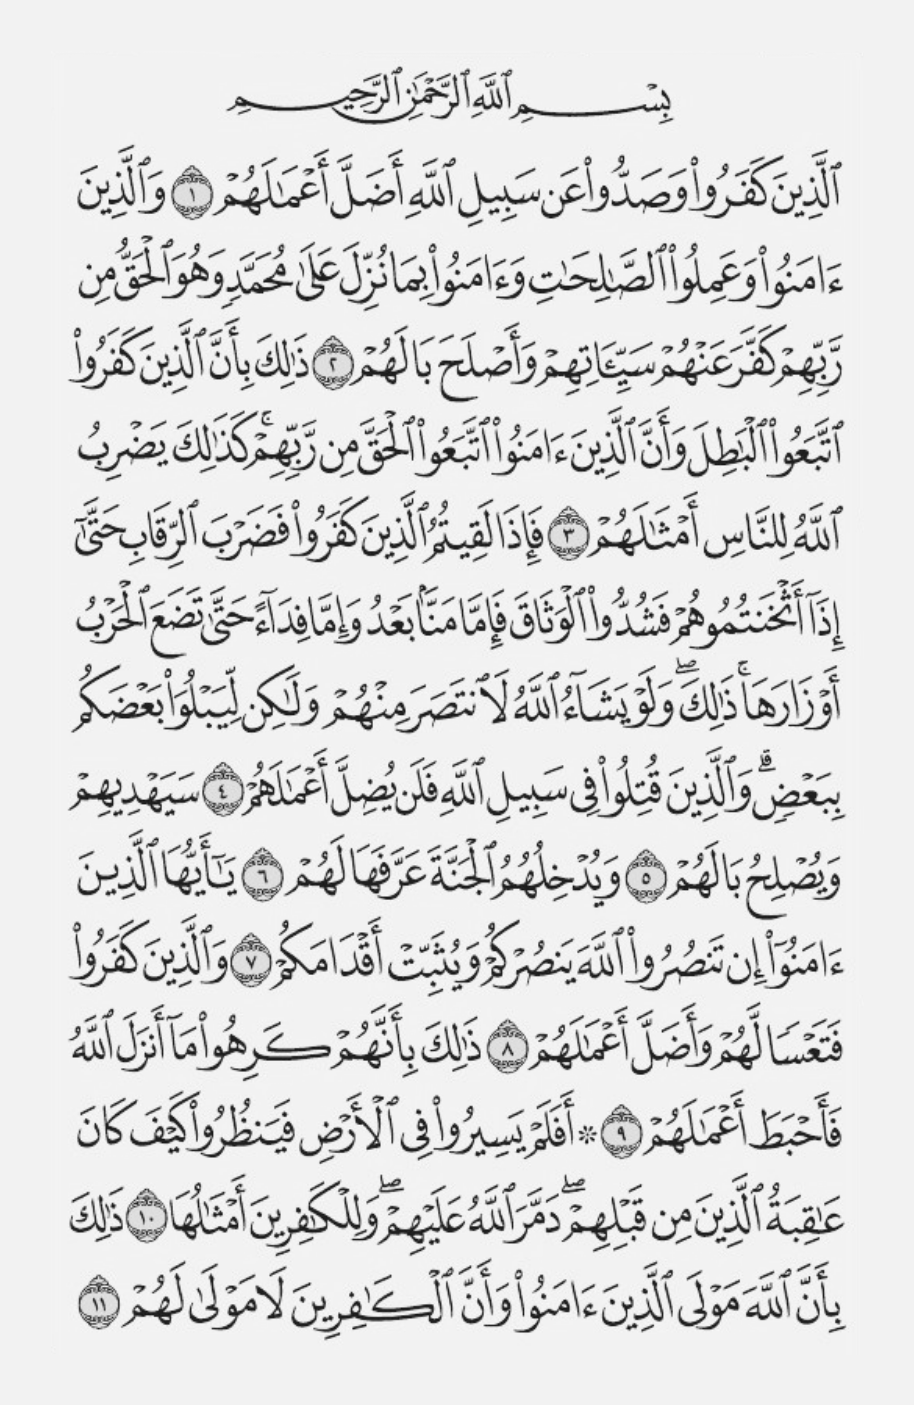 بِسْمِ ٱللَّهِ ٱلرَّحْمَـٰنِ ٱلرَّحِيمِ
ٱلَّذِينَ كَفَرُوا۟ وَصَدُّوا۟ عَن سَبِيلِ ٱللَّهِ أَضَلَّ أَعْمَـٰلَهُمْ ١ وَٱلَّذِينَ
ءَامَنُوا۟ وَعَمِلُوا۟ ٱلصَّـٰلِحَـٰتِ وَءَامَنُوا۟ بِمَا نُزِّلَ عَلَىٰ مُحَمَّدٍ وَهُوَ ٱلْحَقُّ مِن
رَّبِّهِمْ كَفَّرَ عَنْهُمْ سَيِّـَٔاتِهِمْ وَأَصْلَحَ بَالَهُمْ ٢ ذَٰلِكَ بِأَنَّ ٱلَّذِينَ كَفَرُوا۟
ٱتَّبَعُوا۟ ٱلْبَـٰطِلَ وَأَنَّ ٱلَّذِينَ ءَامَنُوا۟ ٱتَّبَعُوا۟ ٱلْحَقَّ مِن رَّبِّهِمْ ۚ كَذَٰلِكَ يَضْرِبُ
ٱللَّهُ لِلنَّاسِ أَمْثَـٰلَهُمْ ٣ فَإِذَا لَقِيتُمُ ٱلَّذِينَ كَفَرُوا۟ فَضَرْبَ ٱلرِّقَابِ حَتَّىٰٓ
إِذَآ أَثْخَنتُمُوهُمْ فَشُدُّوا۟ ٱلْوَثَاقَ فَإِمَّا مَنًّۢا بَعْدُ وَإِمَّا فِدَآءً حَتَّىٰ تَضَعَ ٱلْحَرْبُ
أَوْزَارَهَا ۚ ذَٰلِكَ ۖ وَلَوْ يَشَآءُ ٱللَّهُ لَٱنتَصَرَ مِنْهُمْ وَلَـٰكِن لِّيَبْلُوَا۟ بَعْضَكُم
بِبَعْضٍ ۗ وَٱلَّذِينَ قُتِلُوا۟ فِى سَبِيلِ ٱللَّهِ فَلَن يُضِلَّ أَعْمَـٰلَهُمْ ٤ سَيَهْدِيهِمْ
وَيُصْلِحُ بَالَهُمْ ٥ وَيُدْخِلُهُمُ ٱلْجَنَّةَ عَرَّفَهَا لَهُمْ ٦ يَـٰٓأَيُّهَا ٱلَّذِينَ
ءَامَنُوٓا۟ إِن تَنصُرُوا۟ ٱللَّهَ يَنصُرْكُمْ وَيُثَبِّتْ أَقْدَامَكُمْ ٧ وَٱلَّذِينَ كَفَرُوا۟
فَتَعْسًا لَّهُمْ وَأَضَلَّ أَعْمَـٰلَهُمْ ٨ ذَٰلِكَ بِأَنَّهُمْ كَرِهُوا۟ مَآ أَنزَلَ ٱللَّهُ
فَأَحْبَطَ أَعْمَـٰلَهُمْ ٩ ۞ أَفَلَمْ يَسِيرُوا۟ فِى ٱلْأَرْضِ فَيَنظُرُوا۟ كَيْفَ كَانَ
عَـٰقِبَةُ ٱلَّذِينَ مِن قَبْلِهِمْ ۖ دَمَّرَ ٱللَّهُ عَلَيْهِمْ ۖ وَلِلْكَـٰفِرِينَ أَمْثَـٰلُهَا ١٠ ذَٰلِكَ
بِأَنَّ ٱللَّهَ مَوْلَى ٱلَّذِينَ ءَامَنُوا۟ وَأَنَّ ٱلْكَـٰفِرِينَ لَا مَوْلَىٰ لَهُمْ ١١